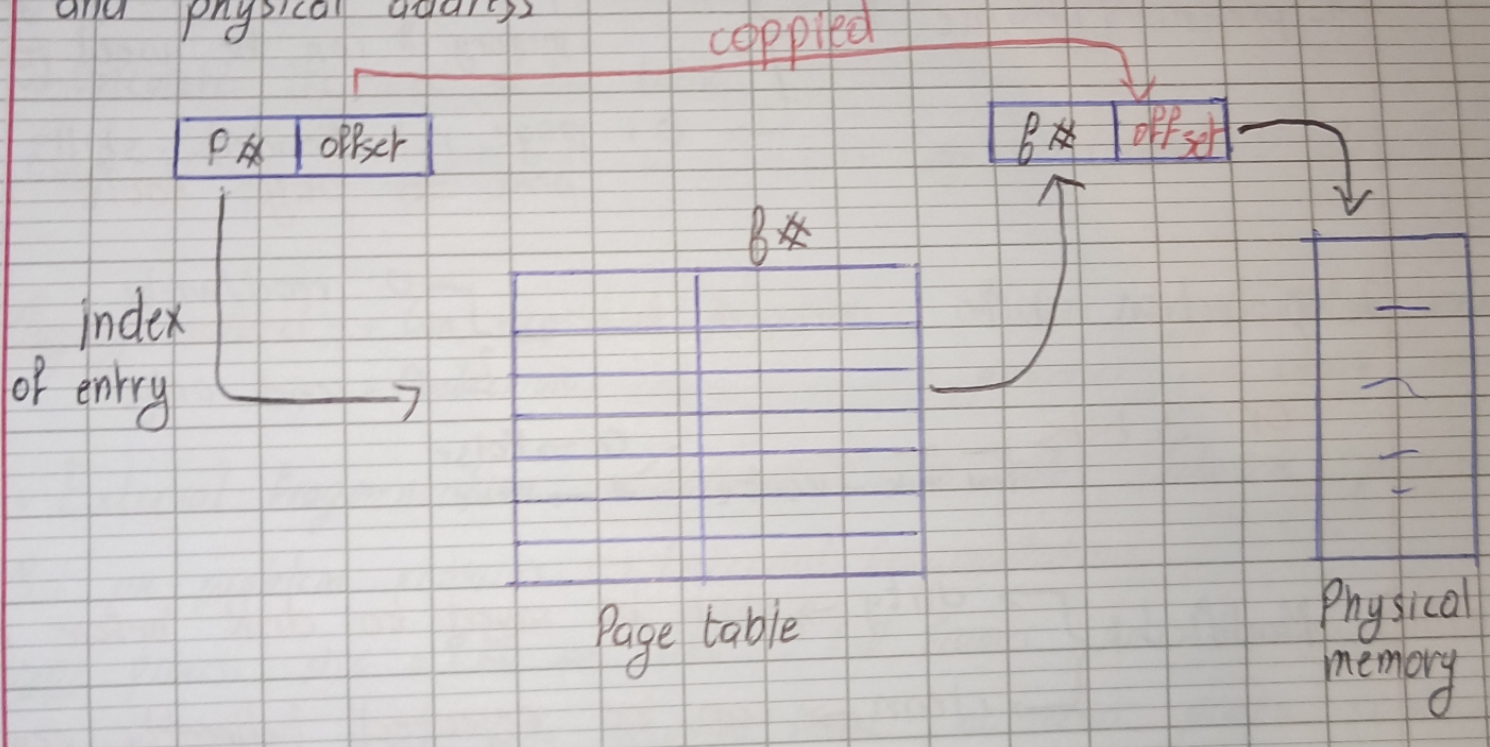 and physical address
coppied
P# offset
f# offset
f#
index
of entry
Page table
Physical
memory